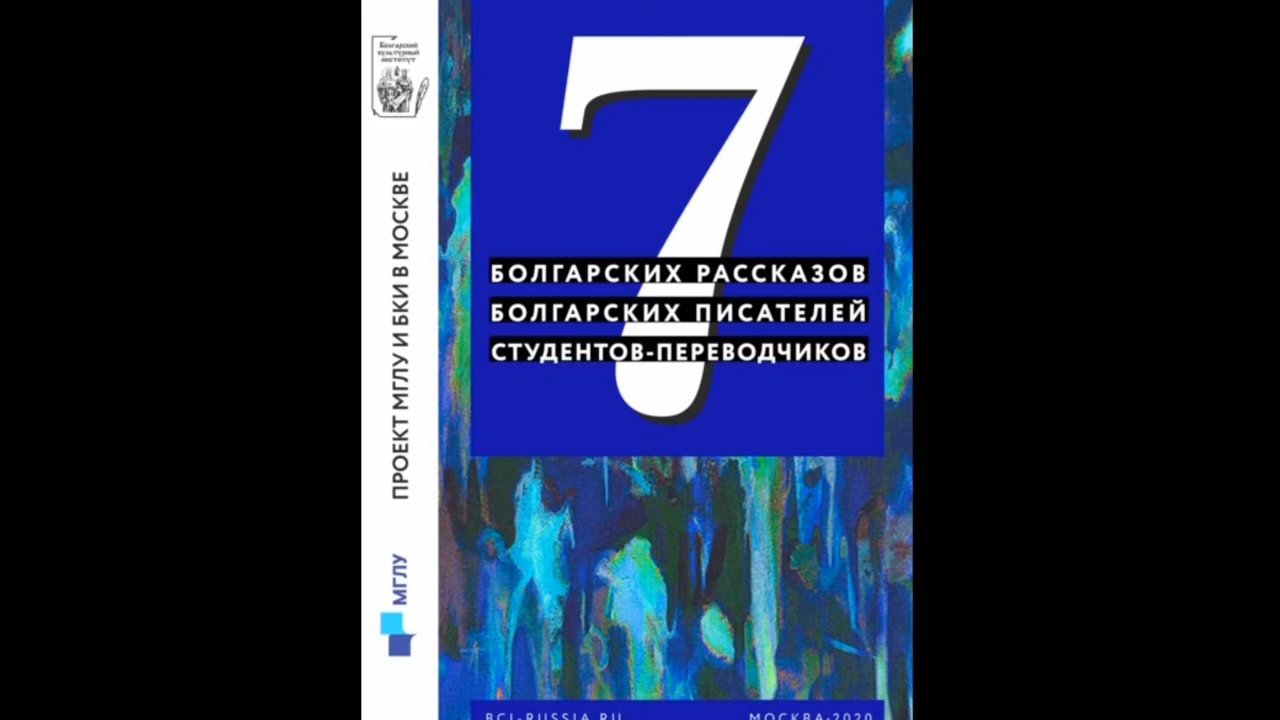 Болгарский
культурный
институт
ПРОЕКТ МГЛУ И БКИ В МОСКВЕ
МГЛУ
7
БОЛГАРСКИХ РАССКАЗОВ
БОЛГАРСКИХ ПИСАТЕЛЕЙ
СТУДЕНТОВ-ПЕРЕВОДЧИКОВ
BCI-RUSSIA.RU
МОСКВА-2020